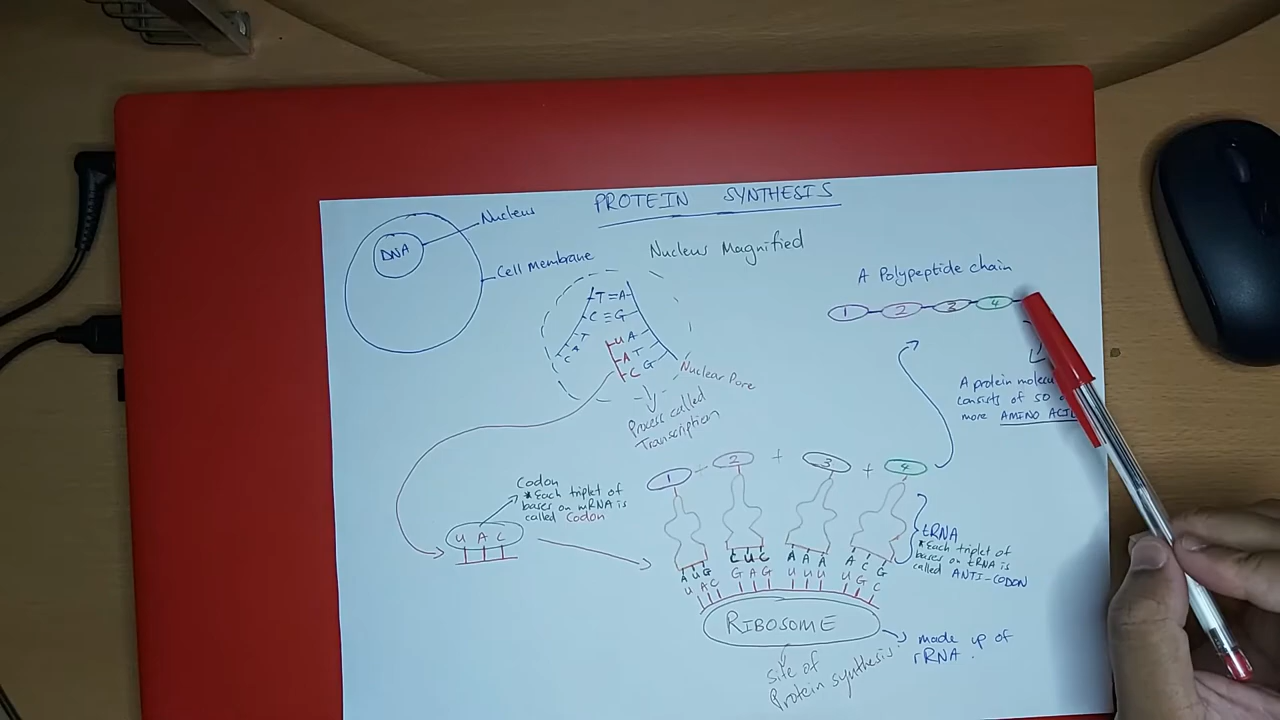 PROTEIN SYNTHESIS
Nucleus
DNA
Cell membrane
Nucleus Magnified
T=A
C≡G
T
A
C
U A
A T
C G
Nuclear Pore
Process called
Transcription
A Polypeptide chain
1 2 3 4
A protein
consists of 50
more AMINO
Codon
* Each triplet of
bases on mRNA is
called Codon
U A C
1 2 + 3 + 4
tRNA
* Each triplet of
bases on tRNA is
called ANTI-CODON
A U G C U C A A A A C G
U A C G A G U U U U G C
RIBOSOME
made up of
rRNA.
site of
Protein synthesis.